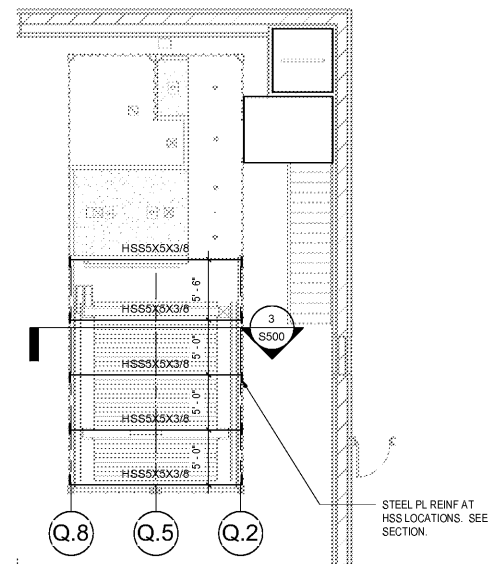 HSS5X5X3/8
5' - 6"
HSS5X5X3/8
3
S500
5' - 0"
HSS5X5X3/8
5' - 0"
HSS5X5X3/8
5' - 0"
HSS5X5X3/8
STEEL PL REINF AT
HSS LOCATIONS. SEE
SECTION.
Q.8
Q.5
Q.2